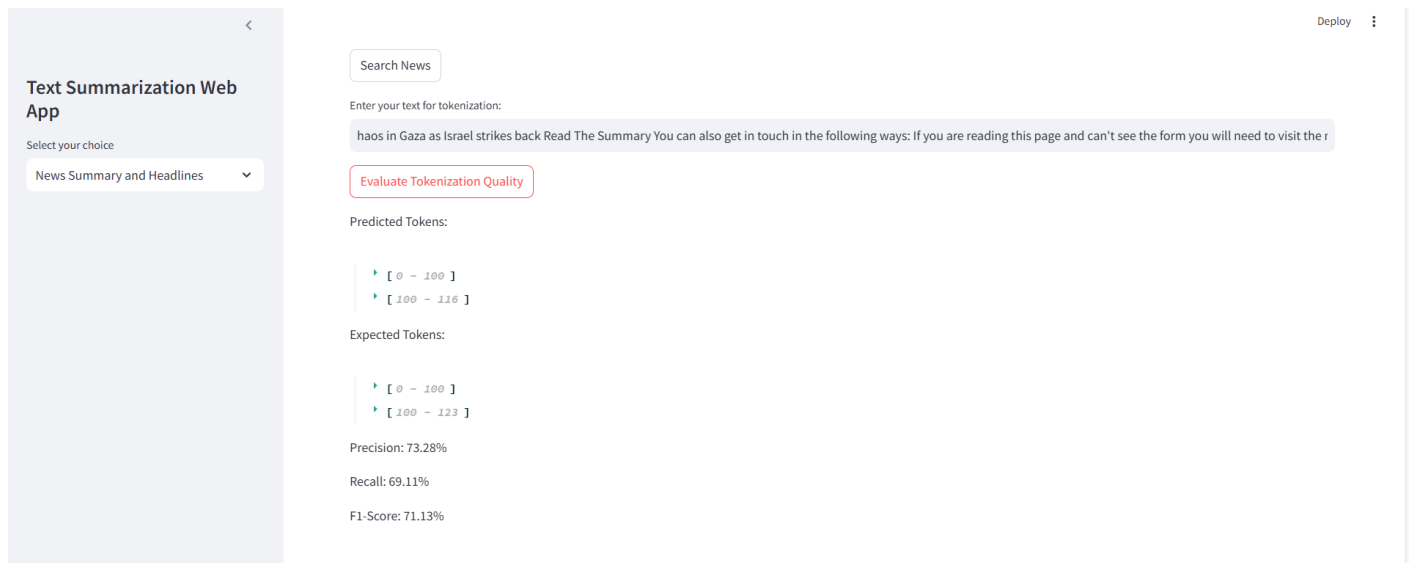 Deploy
Text Summarization Web
App
Select your choice
News Summary and Headlines
Search News
Enter your text for tokenization:
haos in Gaza as Israel strikes back Read The Summary You can also get in touch in the following ways: If you are reading this page and can't see the form you will need to visit the
Evaluate Tokenization Quality
Predicted Tokens:
[ 0 - 100 ]
[ 100 - 116 ]
Expected Tokens:
[ 0 - 100 ]
[ 100 - 123 ]
Precision: 73.28%
Recall: 69.11%
F1-Score: 71.13%